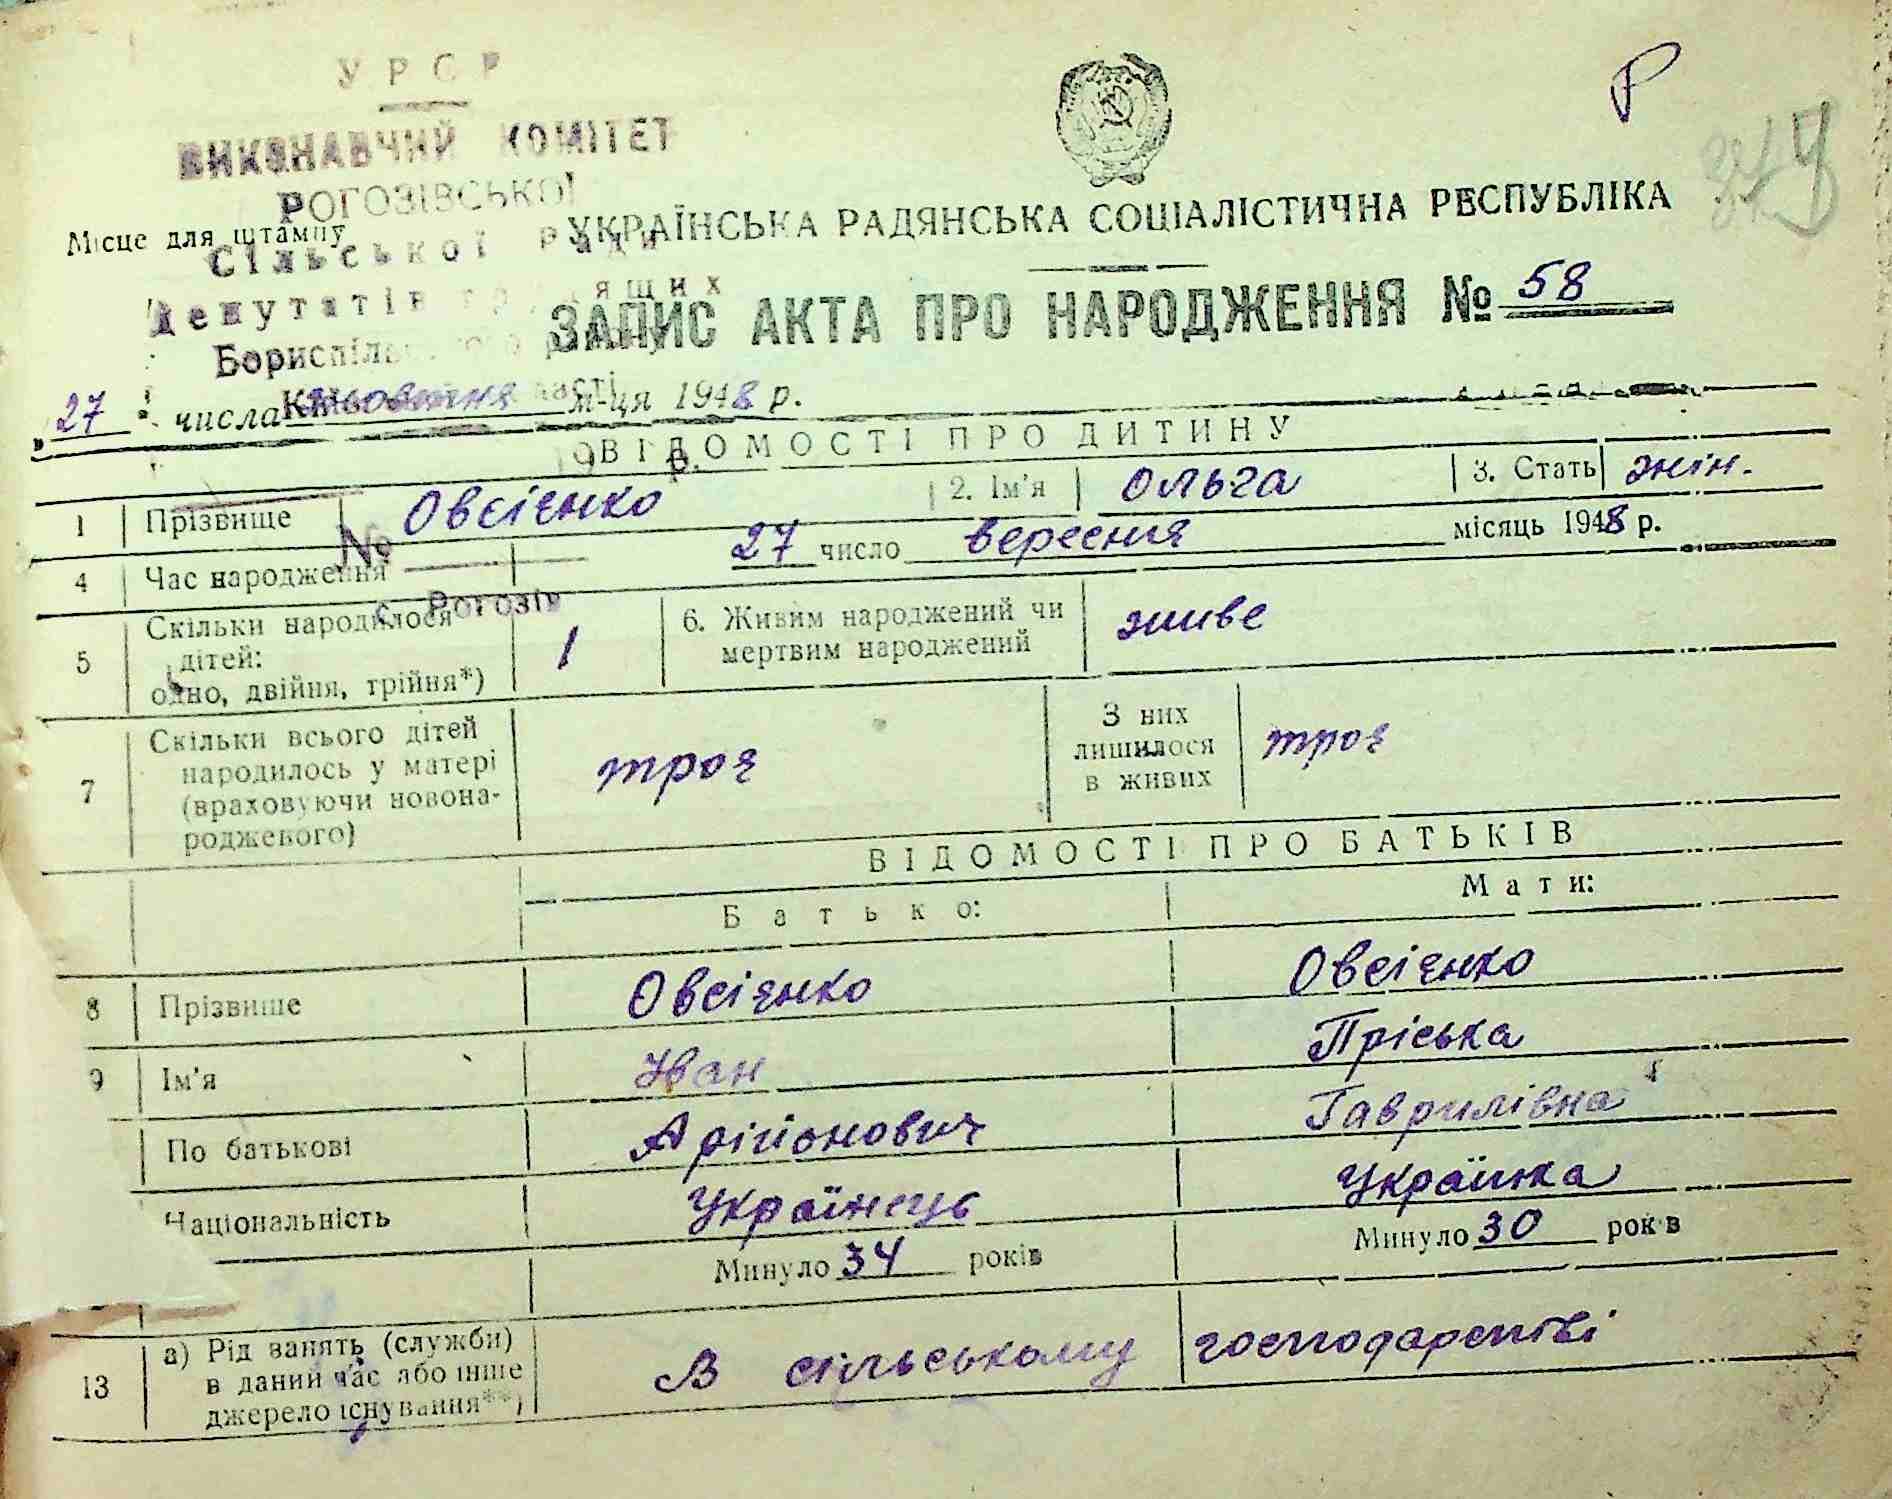 УРСР
ВИКОНАВЧИЙ КОМІТЕТ
РОГОЗІВСЬКОЇ
Місце для штампу
УКРАЇНСЬКА РАДЯНСЬКА СОЦІАЛІСТИЧНА РЕСПУБЛІКА
Сільської Ради
Депутатів трудящих
ЗАПИС АКТА ПРО НАРОДЖЕННЯ № 58
Бориспільського району
27 числа жовтня м-ця 1948 р.
ВІДОМОСТІ ПРО ДИТИНУ
1 Прізвище Овсієнко 2. Ім'я Ольга 3. Стать жін.
№
4 Час народження 27 число вересня місяць 1948 р.
с. Рогозів
5 Скільки народилося дітей: одно, двійня, трійня*) 1 6. Живим народжений чи мертвим народжений живе
7 Скільки всього дітей народилось у матері (враховуючи новонародженого) троє З них лишилося в живих троє
ВІДОМОСТІ ПРО БАТЬКІВ
Батько: Мати:
8 Прізвище Овсієнко Овсієнко
9 Ім'я Іван Пріська
По батькові Арійонович Гаврилівна
Національність Українець Українка
Минуло 34 років Минуло 30 років
13 а) Рід занять (служби) в даний час або інше джерело існування**) В сільському господарстві